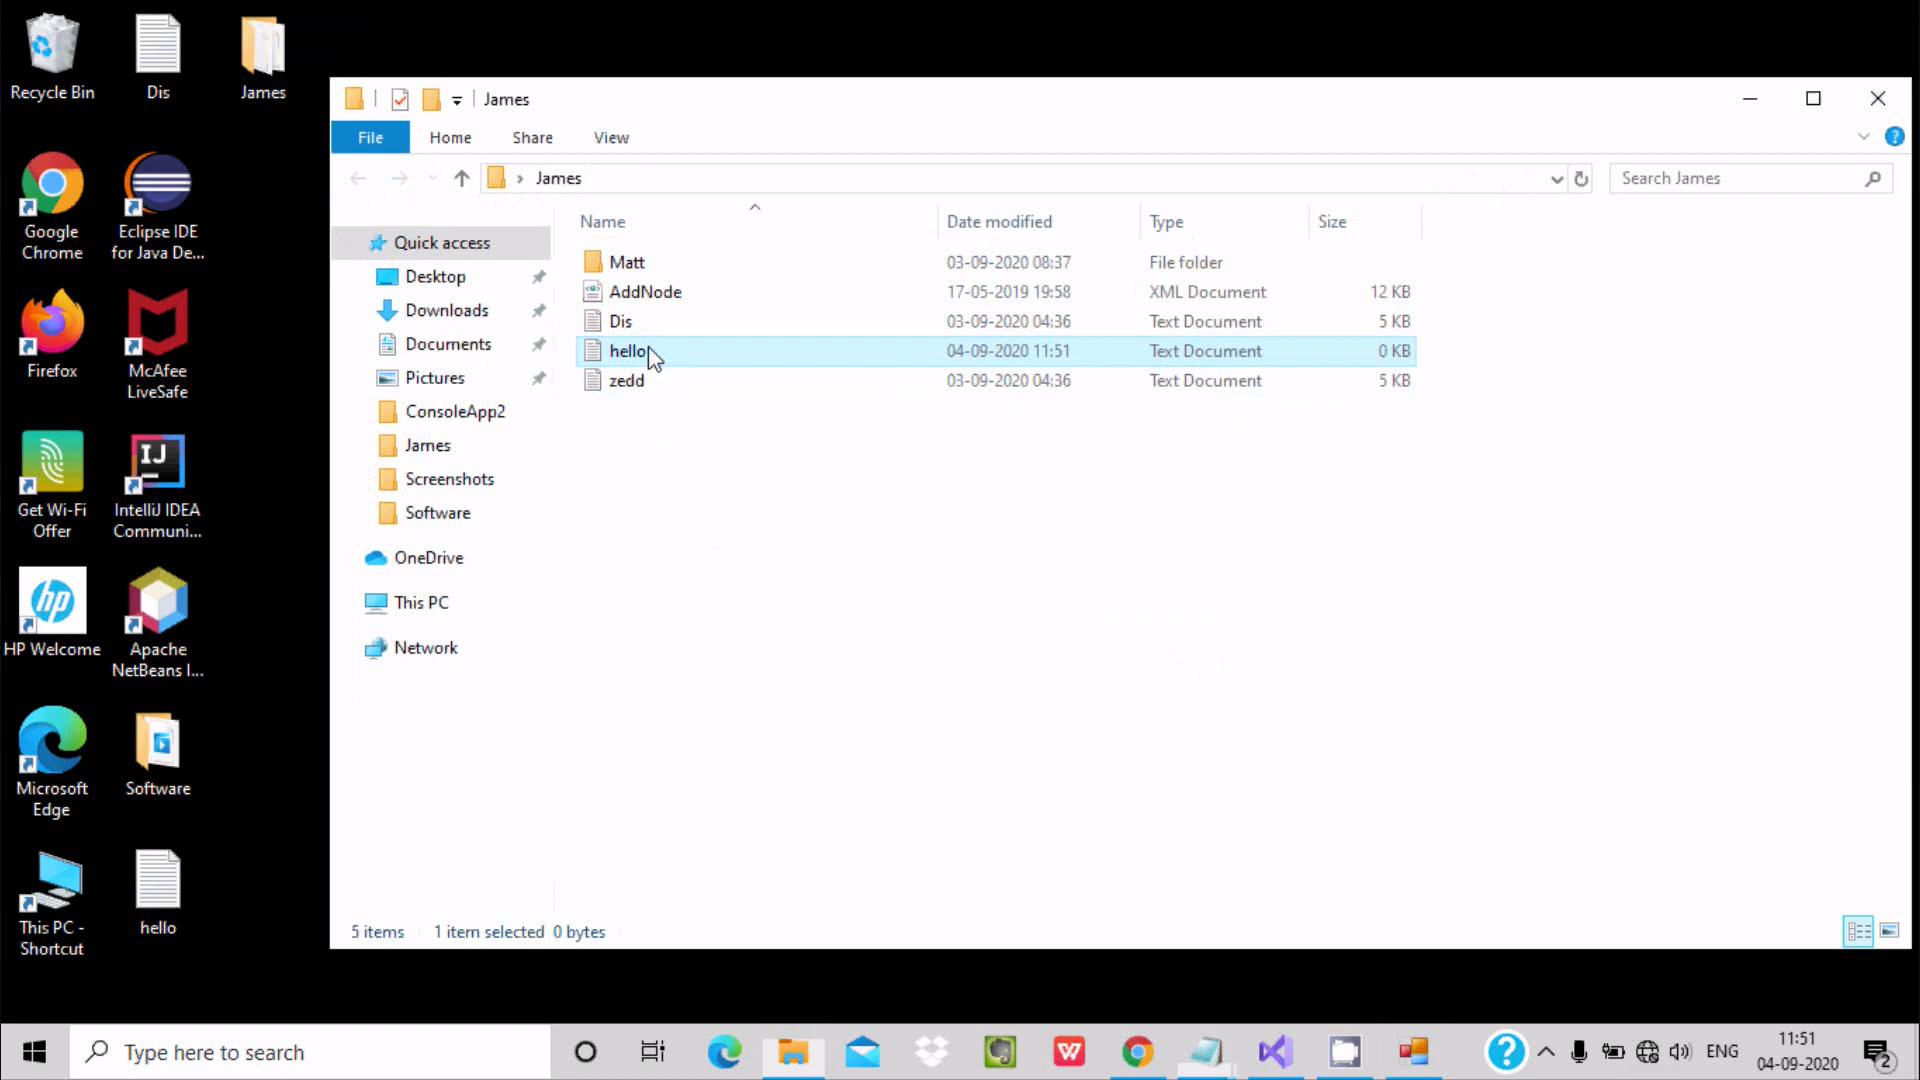 Recycle Bin
Dis
James
Google
Chrome
Eclipse IDE
for Java De...
Firefox
McAfee
LiveSafe
Get Wi-Fi
Offer
IJ
IntelliJ IDEA
Communi...
hp
HP Welcome
Apache
NetBeans I...
Microsoft
Edge
Software
This PC -
Shortcut
hello
James
File
Home
Share
View
?
› James
Search James
Name
Date modified
Type
Size
Quick access
Desktop
Downloads
Documents
Pictures
ConsoleApp2
James
Screenshots
Software
OneDrive
This PC
Network
Matt 03-09-2020 08:37 File folder
AddNode 17-05-2019 19:58 XML Document 12 KB
Dis 03-09-2020 04:36 Text Document 5 KB
hello 04-09-2020 11:51 Text Document 0 KB
zedd 03-09-2020 04:36 Text Document 5 KB
5 items 1 item selected 0 bytes
Type here to search
W
?
ENG
11:51
04-09-2020
2